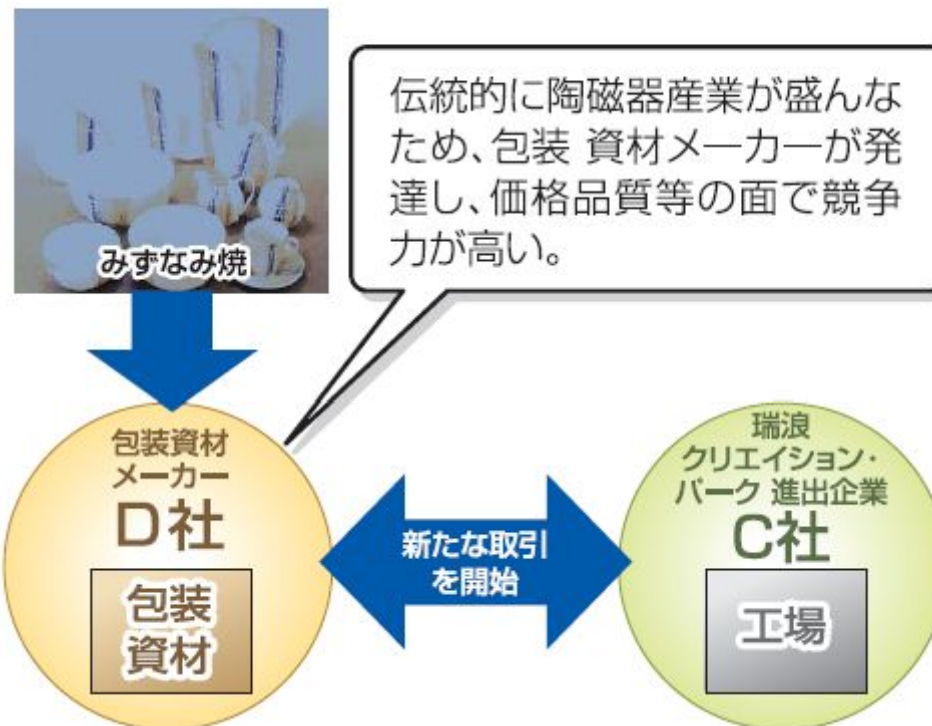 みずなみ焼
伝統的に陶磁器産業が盛んな
ため、包装 資材メーカーが発
達し、価格品質等の面で競争
力が高い。
包装資材
メーカー
D社
包装
資材
新たな取引
を開始
瑞浪
クリエイション・
パーク 進出企業
C社
工場